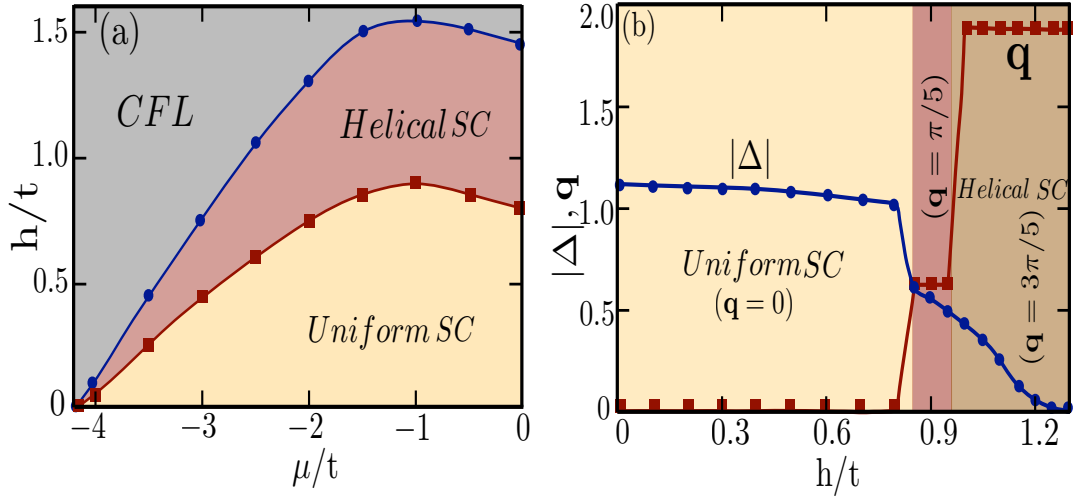 (a)
h/t
1.5
1.0
0.5
0
CFL
Helical SC
Uniform SC
−4
−3
−2
−1
0
μ/t
(b)
|Δ|, q
2.0
1.5
1.0
0.5
0
|Δ|
Uniform SC
(q = 0)
(q = π/5)
q
Helical SC
(q = 3π/5)
0
0.3
0.6
0.9
1.2
h/t